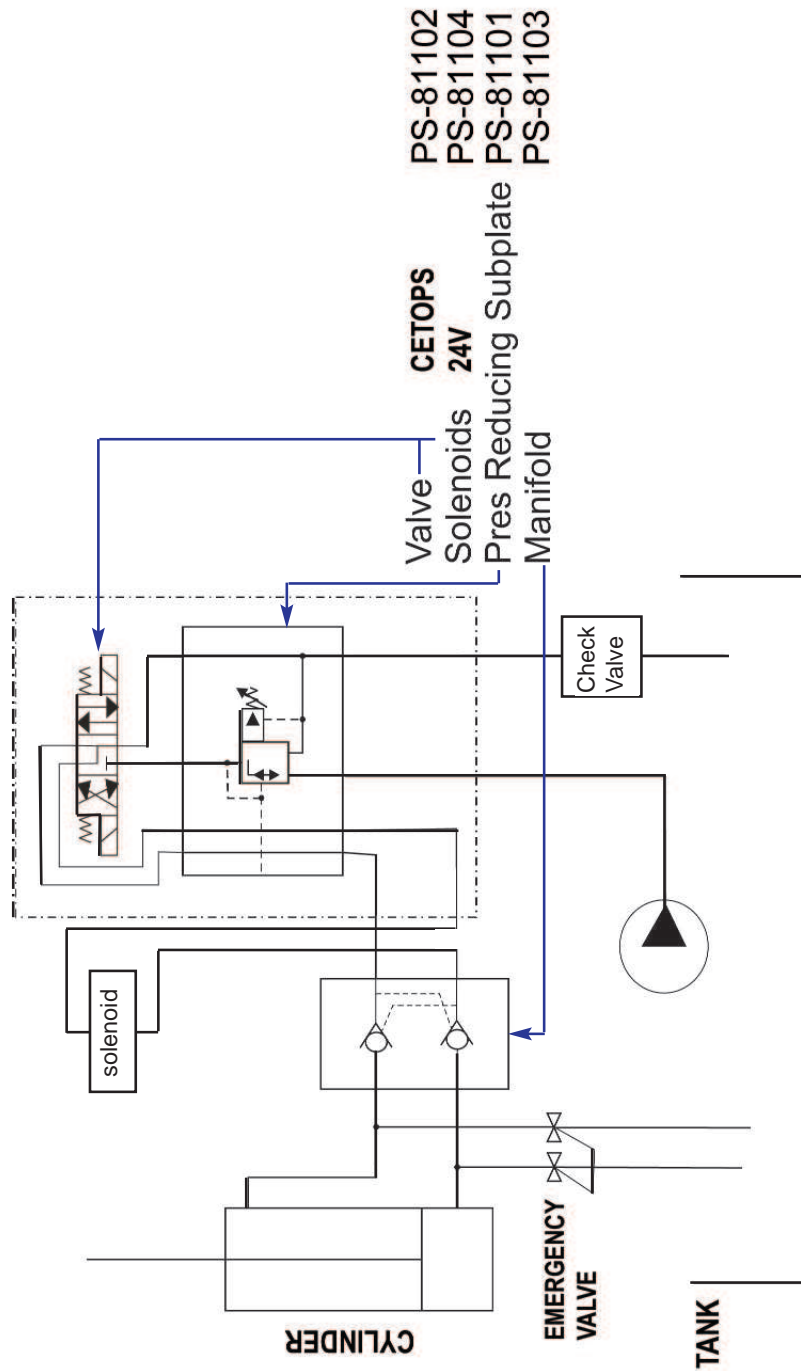 CETOPS
24V
Valve
Solenoids
Pres Reducing Subplate
Manifold
PS-81102
PS-81104
PS-81101
PS-81103
solenoid
Check
Valve
CYLINDER
EMERGENCY
VALVE
TANK